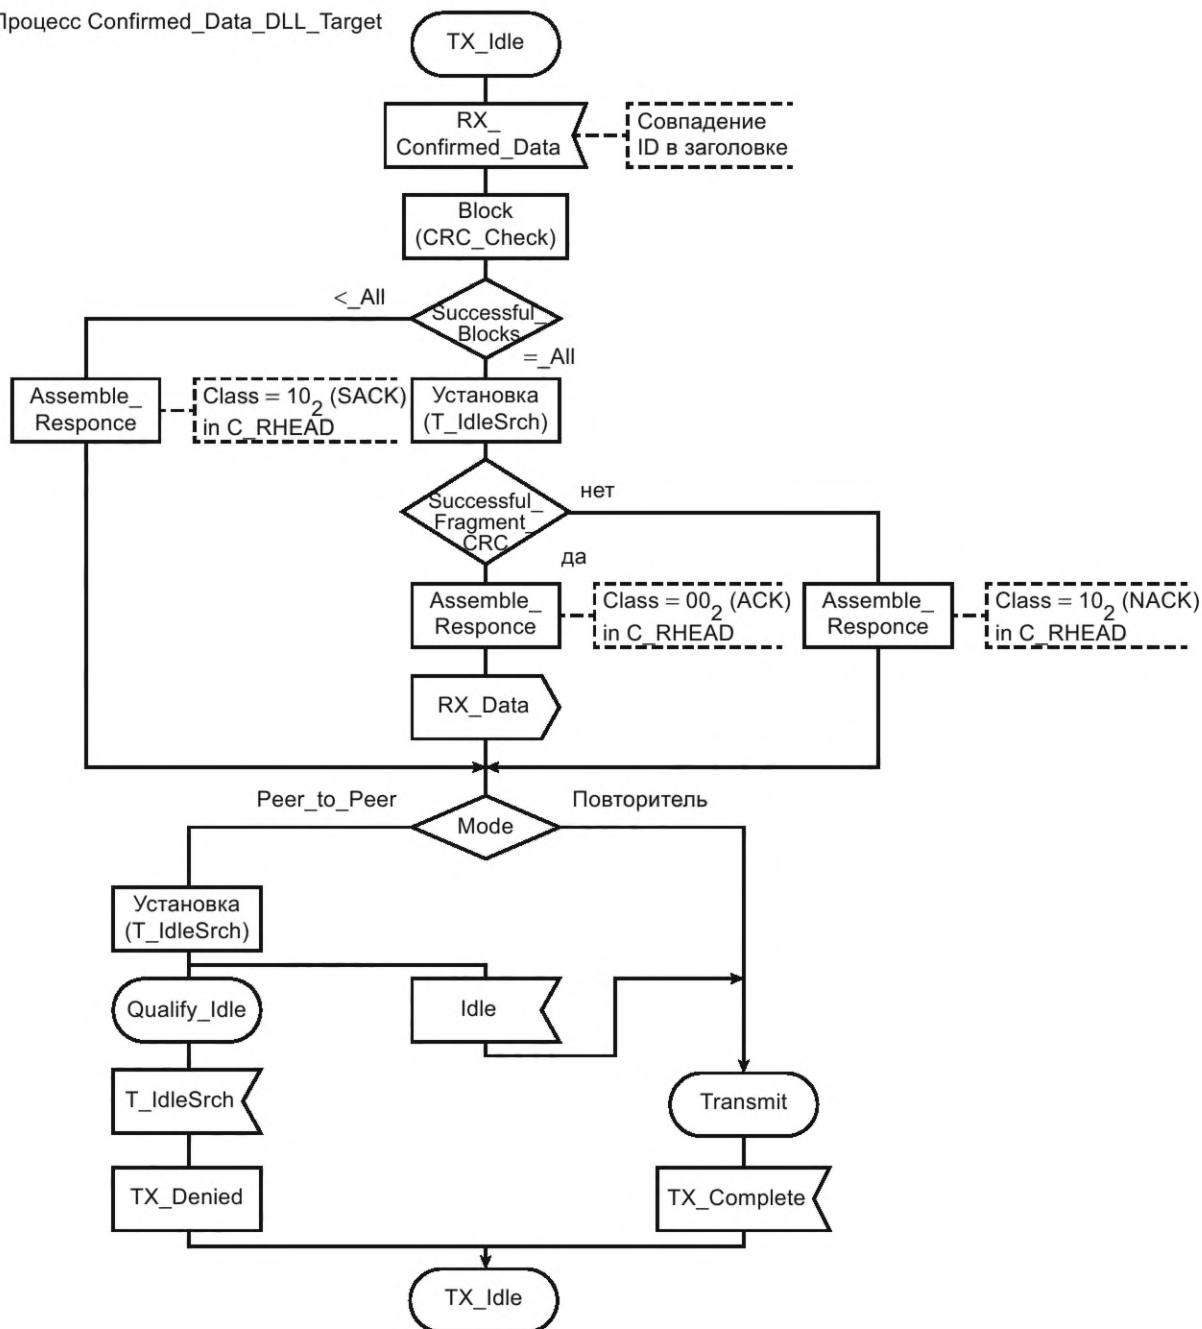 Процесс Confirmed_Data_DLL_Target
TX_Idle
RX_
Confirmed_Data
Совпадение
ID в заголовке
Block
(CRC_Check)
<_All
Successful_
Blocks
=_All
Assemble_
Responce
Class = 10₂ (SACK)
in C_RHEAD
Установка
(T_IdleSrch)
Successful_
Fragment_
CRC
нет
да
Assemble_
Responce
Class = 00₂ (ACK)
in C_RHEAD
Assemble_
Responce
Class = 10₂ (NACK)
in C_RHEAD
RX_Data
Peer_to_Peer
Mode
Повторитель
Установка
(T_IdleSrch)
Qualify_Idle
Idle
T_IdleSrch
Transmit
TX_Denied
TX_Complete
TX_Idle